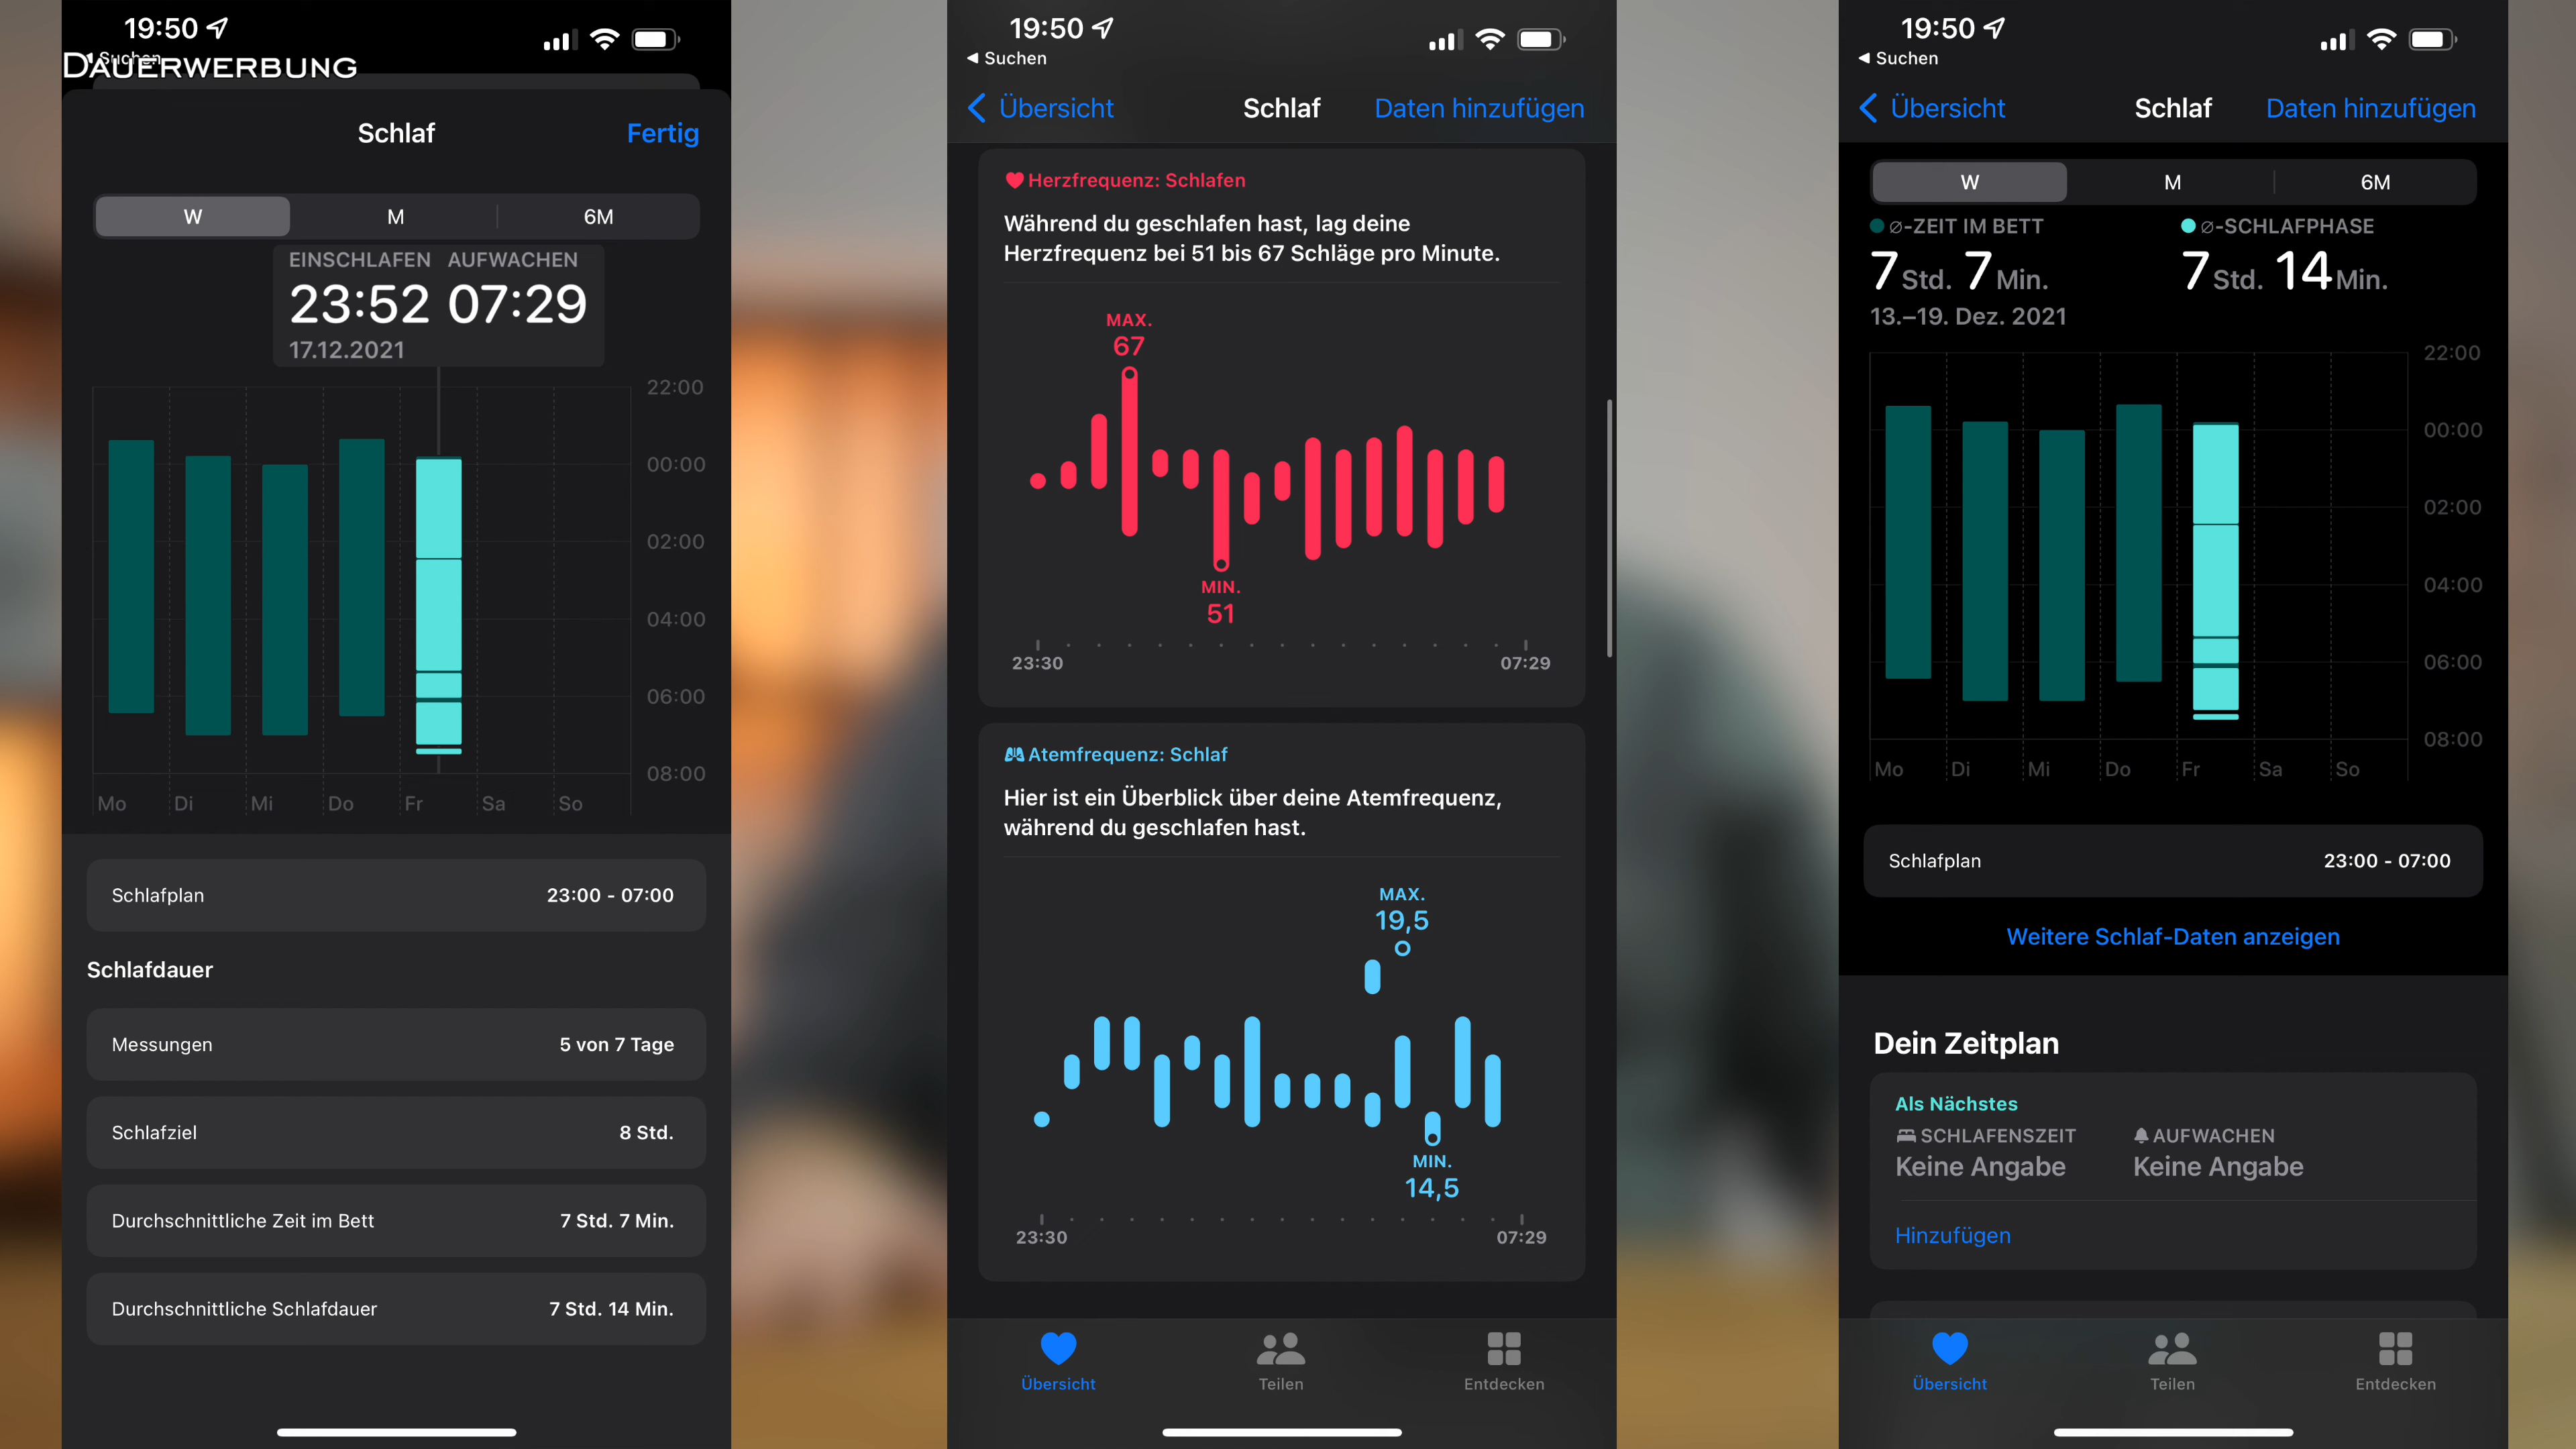 19:50
Suchen
DAUERWERBUNG
Schlaf
Fertig
W
M
6M
EINSCHLAFEN AUFWACHEN
23:52 07:29
17.12.2021
22:00
00:00
02:00
04:00
06:00
08:00
Mo Di Mi Do Fr Sa So
Schlafplan 23:00 - 07:00
Schlafdauer
Messungen 5 von 7 Tage
Schlafziel 8 Std.
Durchschnittliche Zeit im Bett 7 Std. 7 Min.
Durchschnittliche Schlafdauer 7 Std. 14 Min.
19:50
Suchen
Übersicht Schlaf Daten hinzufügen
Herzfrequenz: Schlafen
Während du geschlafen hast, lag deine
Herzfrequenz bei 51 bis 67 Schläge pro Minute.
MAX.
67
MIN.
51
23:30 07:29
Atemfrequenz: Schlaf
Hier ist ein Überblick über deine Atemfrequenz,
während du geschlafen hast.
MAX.
19,5
MIN.
14,5
23:30 07:29
Übersicht Teilen Entdecken
19:50
Suchen
Übersicht Schlaf Daten hinzufügen
W M 6M
⌀-ZEIT IM BETT ⌀-SCHLAFPHASE
7 Std. 7 Min. 7 Std. 14 Min.
13.–19. Dez. 2021
22:00
00:00
02:00
04:00
06:00
08:00
Mo Di Mi Do Fr Sa So
Schlafplan 23:00 - 07:00
Weitere Schlaf-Daten anzeigen
Dein Zeitplan
Als Nächstes
SCHLAFENSZEIT AUFWACHEN
Keine Angabe Keine Angabe
Hinzufügen
Übersicht Teilen Entdecken